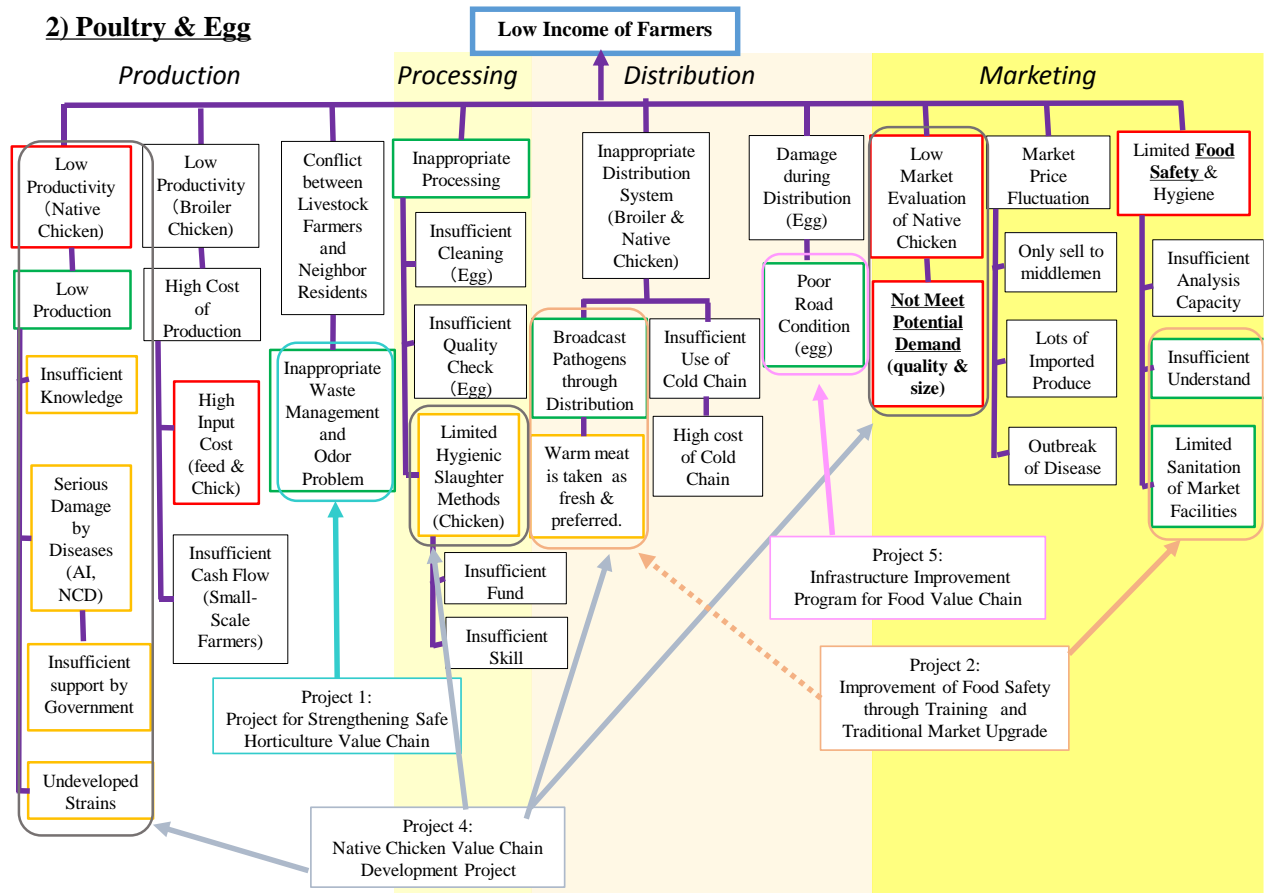 2) Poultry & Egg
Low Income of Farmers
Production
Processing
Distribution
Marketing
Low
Productivity
(Native
Chicken)
Low
Production
Insufficient
Knowledge
Serious
Damage by
Diseases
(AI,
NCD)
Insufficient
support by
Government
Undeveloped
Strains
Low
Productivity
(Broiler
Chicken)
High Cost
of
Production
High
Input
Cost
(feed &
Chick)
Insufficient
Cash Flow
(Small-
Scale
Farmers)
Conflict
between
Livestock
Farmers
and
Neighbor
Residents
Inappropriate
Waste
Management
and
Odor
Problem
Inappropriate
Processing
Insufficient
Cleaning
(Egg)
Insufficient
Quality
Check
(Egg)
Limited
Hygienic
Slaughter
Methods
(Chicken)
Insufficient
Fund
Insufficient
Skill
Inappropriate
Distribution
System
(Broiler &
Native
Chicken)
Broadcast
Pathogens
through
Distribution
Warm meat
is taken as
fresh &
preferred.
Insufficient
Use of
Cold Chain
High cost
of Cold
Chain
Damage
during
Distribution
(Egg)
Poor
Road
Condition
(egg)
Low
Market
Evaluation
of Native
Chicken
Not Meet
Potential
Demand
(quality &
size)
Market
Price
Fluctuation
Only sell to
middlemen
Lots of
Imported
Produce
Outbreak
of Disease
Limited Food
Safety &
Hygiene
Insufficient
Analysis
Capacity
Insufficient
Understand
Limited
Sanitation
of Market
Facilities
Project 5:
Infrastructure Improvement
Program for Food Value Chain
Project 1:
Project for Strengthening Safe
Horticulture Value Chain
Project 2:
Improvement of Food Safety
through Training and
Traditional Market Upgrade
Project 4:
Native Chicken Value Chain
Development Project